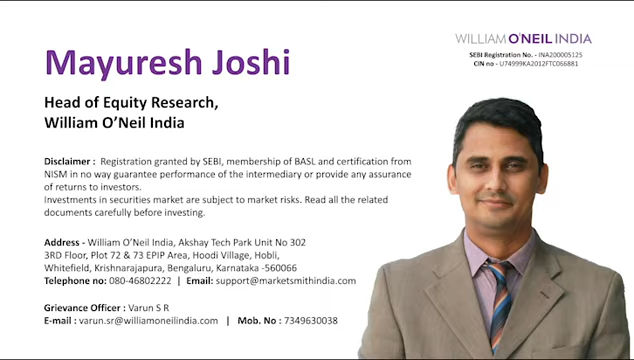 WILLIAM O'NEIL INDIA
SEBI Registration No. - INA200005125
CIN no - U74999KA2012FTC066881
Mayuresh Joshi
Head of Equity Research,
William O'Neil India
Disclaimer : Registration granted by SEBI, membership of BASL and certification from
NISM in no way guarantee performance of the intermediary or provide any assurance
of returns to investors.
Investments in securities market are subject to market risks. Read all the related
documents carefully before investing.
Address - William O'Neil India, Akshay Tech Park Unit No 302
3RD Floor, Plot 72 & 73 EPIP Area, Hoodi Village, Hobli,
Whitefield, Krishnarajapura, Bengaluru, Karnataka -560066
Telephone no: 080-46802222 | Email: support@marketsmithindia.com
Grievance Officer : Varun S R
E-mail : varun.sr@williamoneilindia.com | Mob. No : 7349630038